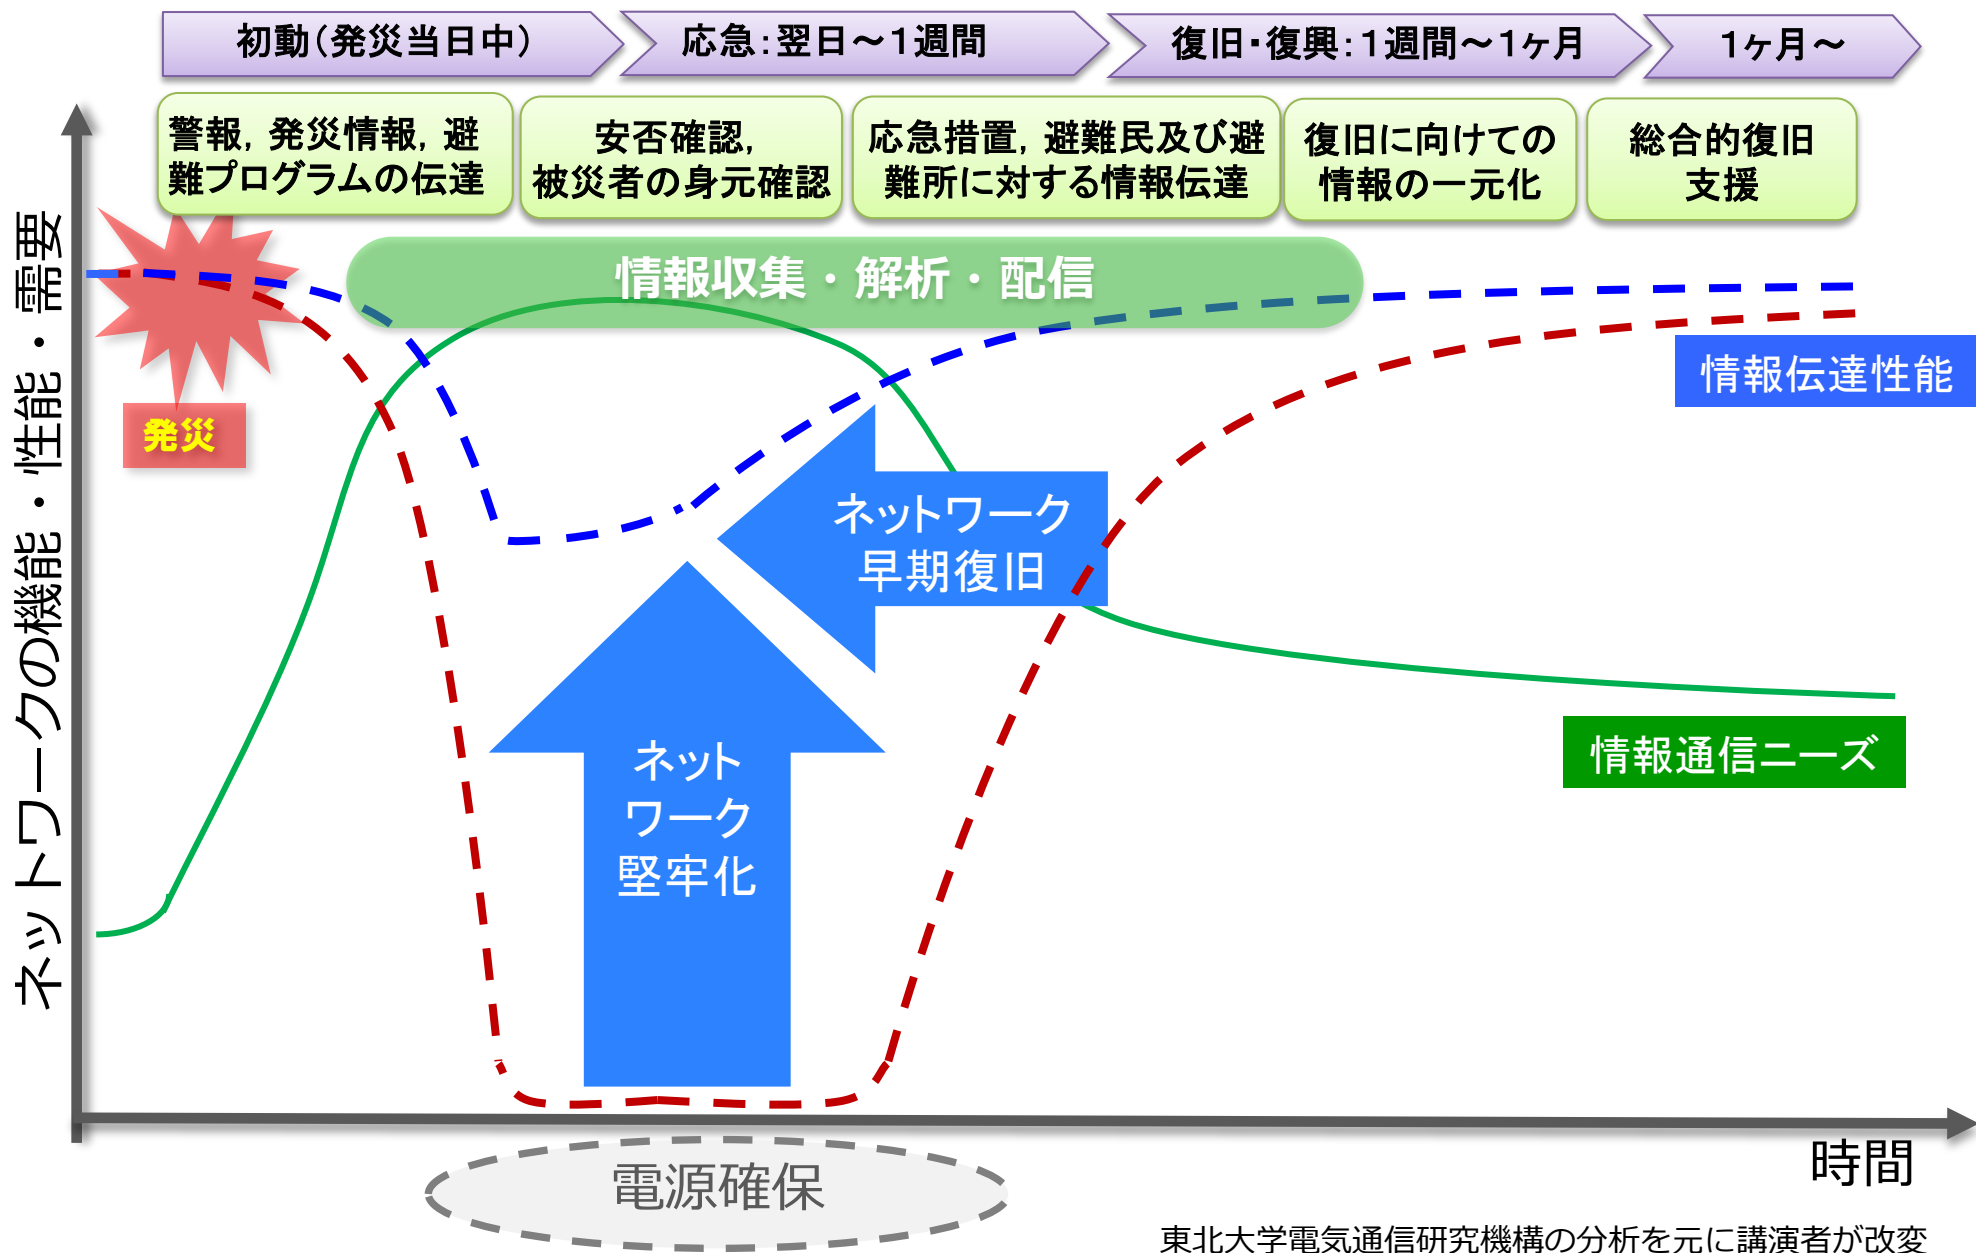 初動（発災当日中）
応急：翌日～１週間
復旧・復興：１週間～１ヶ月
１ヶ月～
警報，発災情報，避
難プログラムの伝達
安否確認，
被災者の身元確認
応急措置，避難民及び避
難所に対する情報伝達
復旧に向けての
情報の一元化
総合的復旧
支援
情報収集・解析・配信
ネットワークの機能・性能・需要
発災
情報伝達性能
ネットワーク
早期復旧
ネット
ワーク
堅牢化
情報通信ニーズ
時間
電源確保
東北大学電気通信研究機構の分析を元に講演者が改変